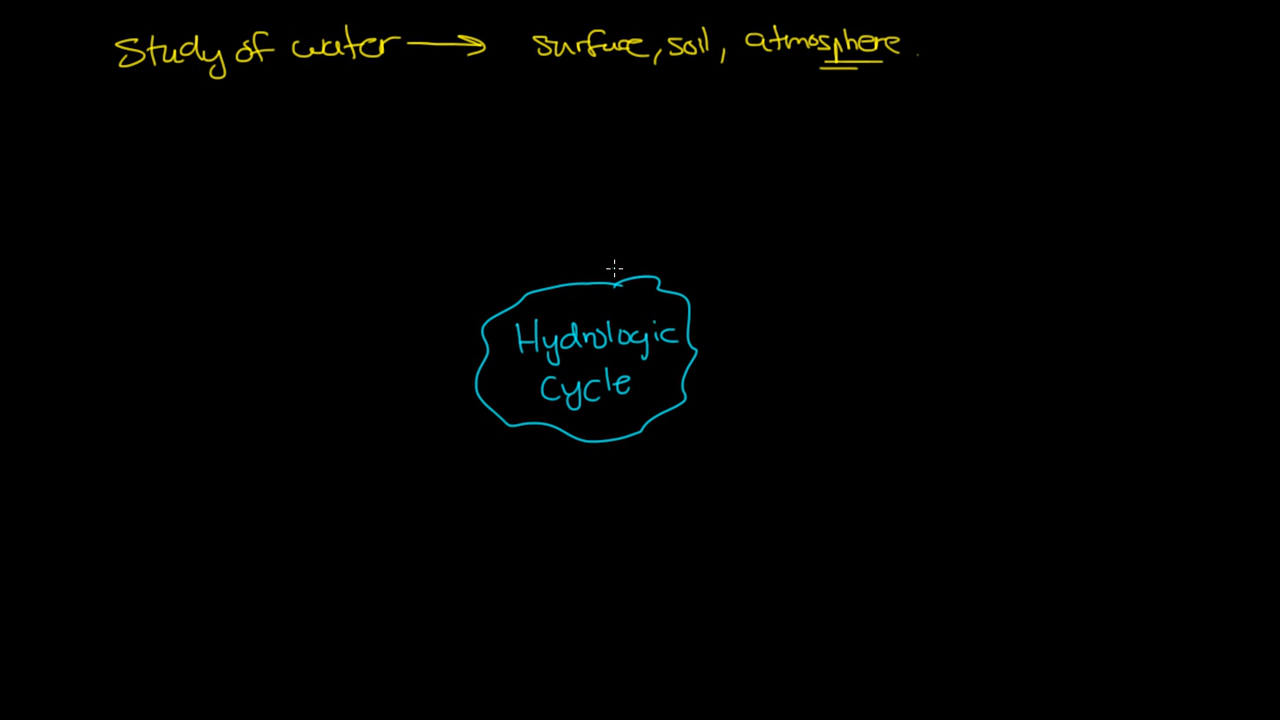 Study of water → surface, soil, atmosphere.
Hydrologic
Cycle